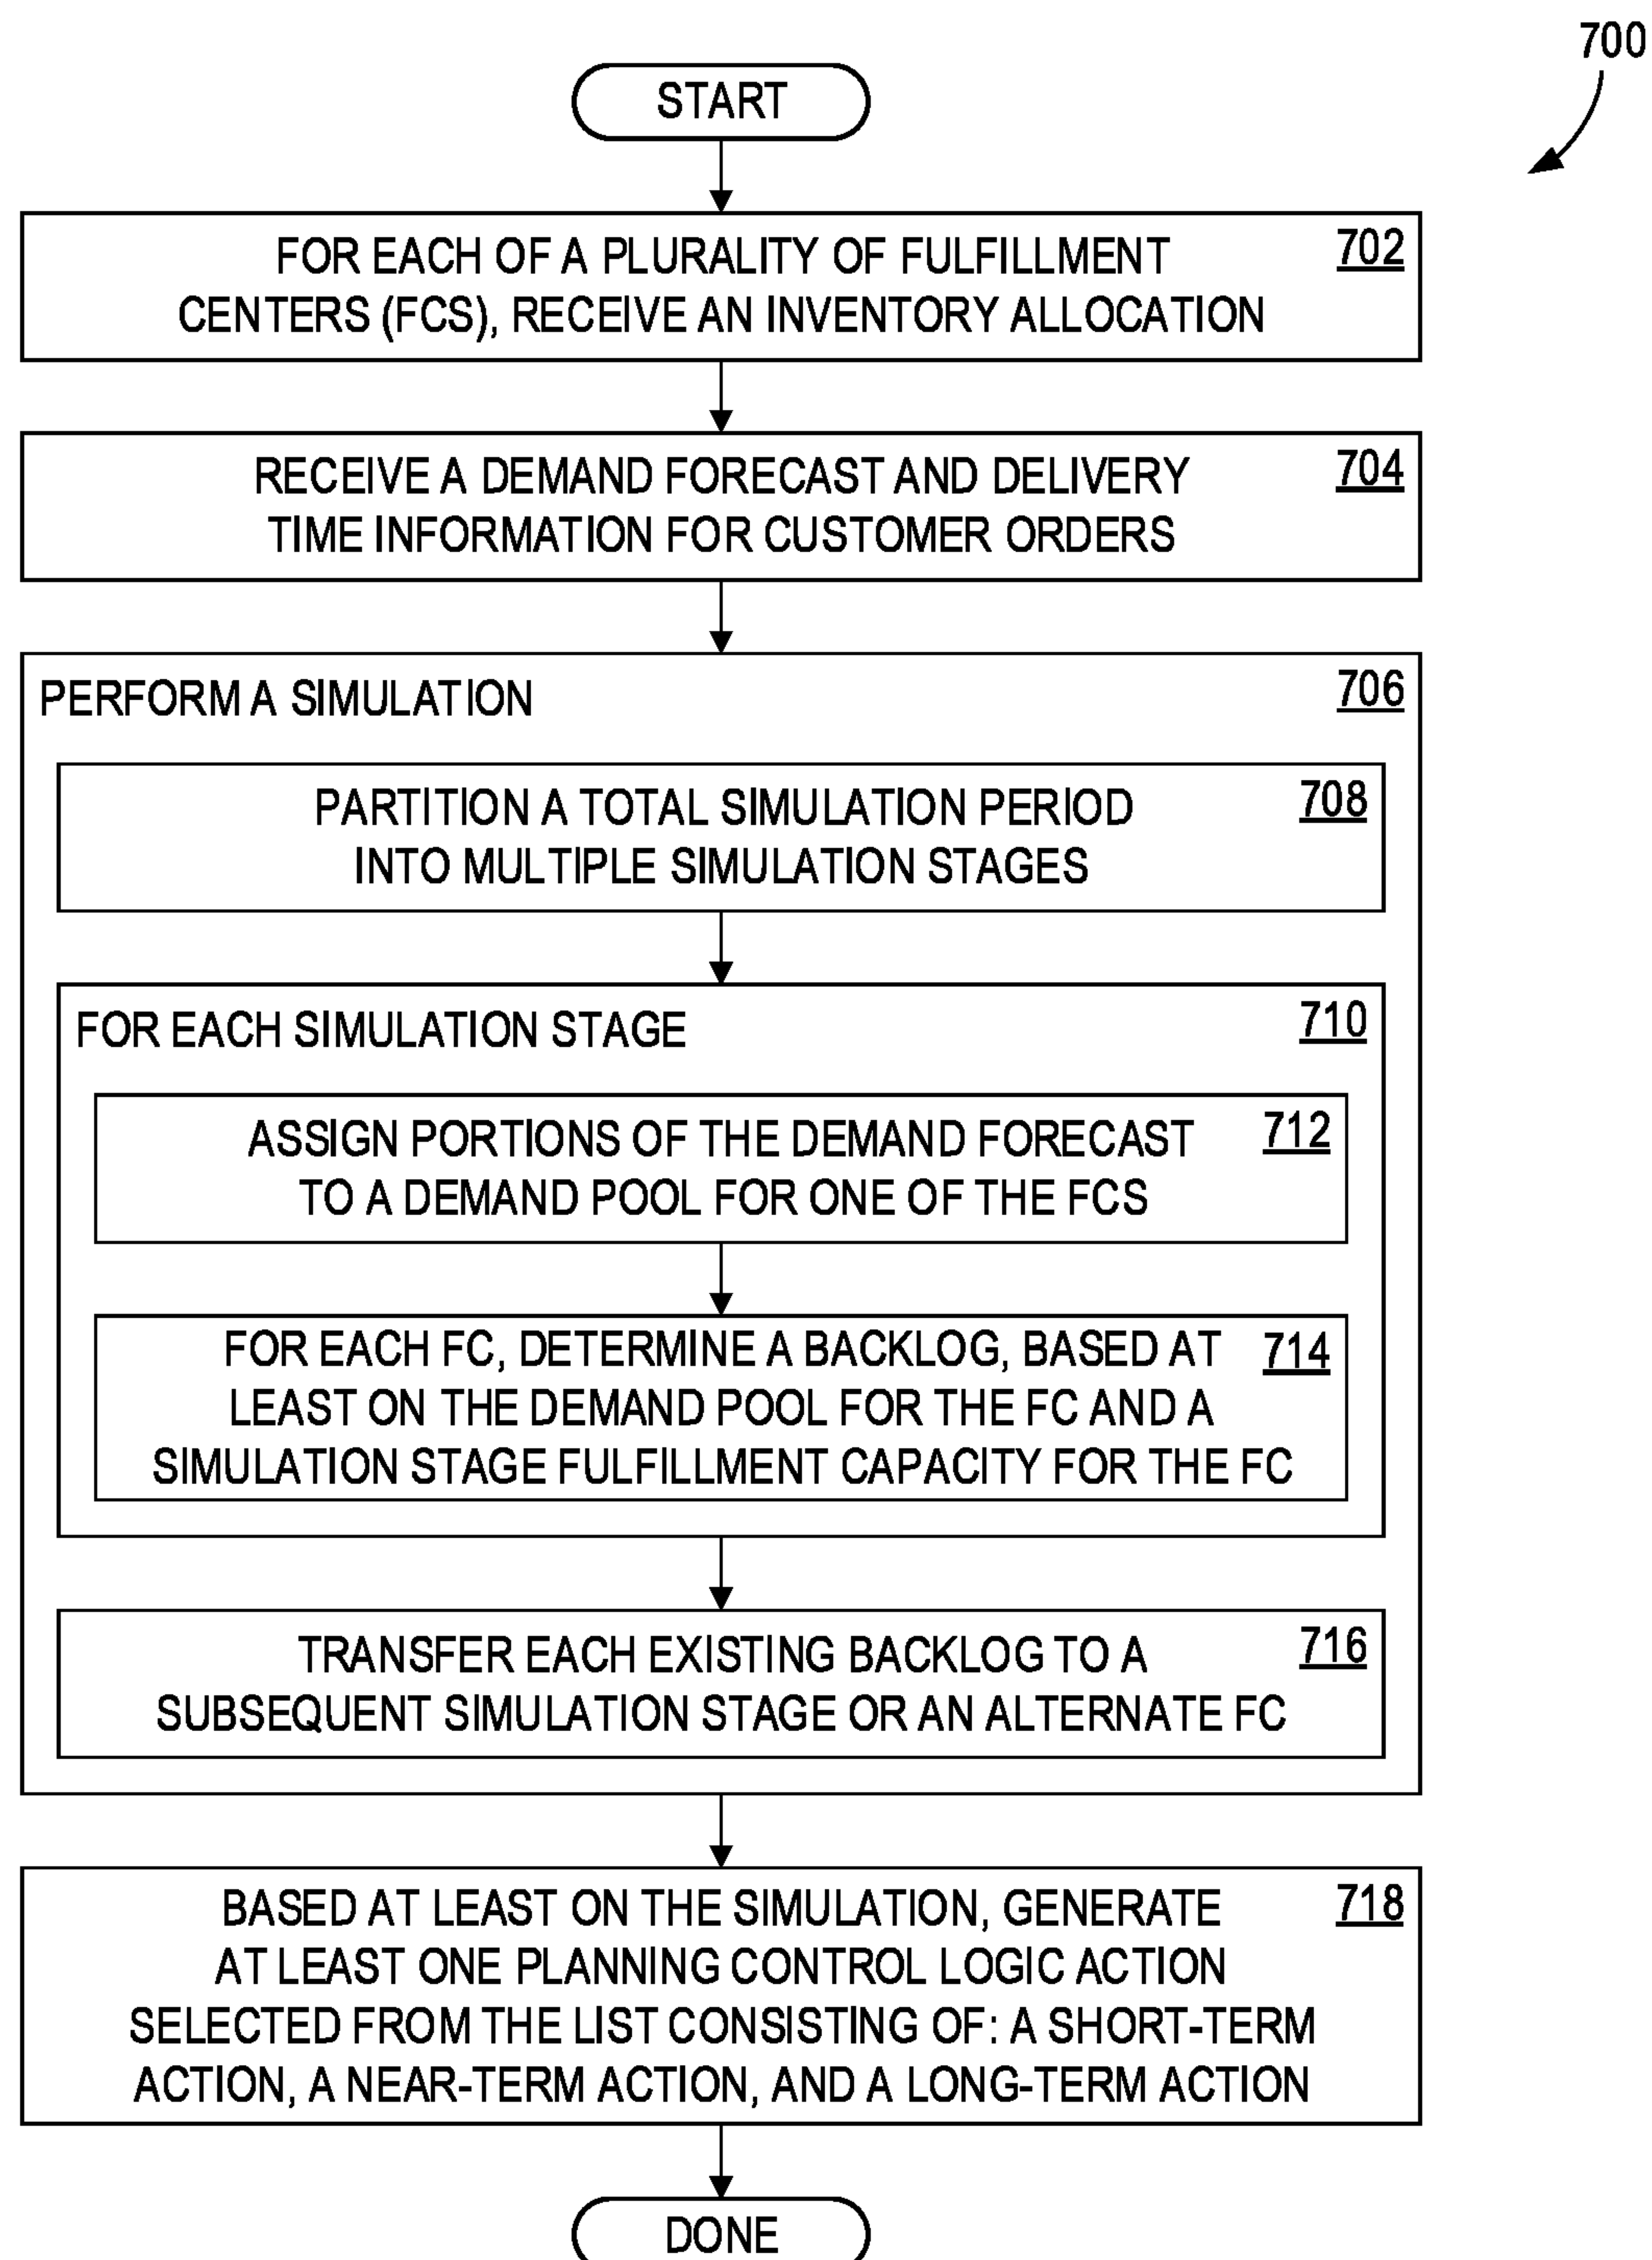 700
START
FOR EACH OF A PLURALITY OF FULFILLMENT 702
CENTERS (FCS), RECEIVE AN INVENTORY ALLOCATION
RECEIVE A DEMAND FORECAST AND DELIVERY 704
TIME INFORMATION FOR CUSTOMER ORDERS
PERFORM A SIMULATION 706
PARTITION A TOTAL SIMULATION PERIOD 708
INTO MULTIPLE SIMULATION STAGES
FOR EACH SIMULATION STAGE 710
ASSIGN PORTIONS OF THE DEMAND FORECAST 712
TO A DEMAND POOL FOR ONE OF THE FCS
FOR EACH FC, DETERMINE A BACKLOG, BASED AT 714
LEAST ON THE DEMAND POOL FOR THE FC AND A
SIMULATION STAGE FULFILLMENT CAPACITY FOR THE FC
TRANSFER EACH EXISTING BACKLOG TO A 716
SUBSEQUENT SIMULATION STAGE OR AN ALTERNATE FC
BASED AT LEAST ON THE SIMULATION, GENERATE 718
AT LEAST ONE PLANNING CONTROL LOGIC ACTION
SELECTED FROM THE LIST CONSISTING OF: A SHORT-TERM
ACTION, A NEAR-TERM ACTION, AND A LONG-TERM ACTION
DONE